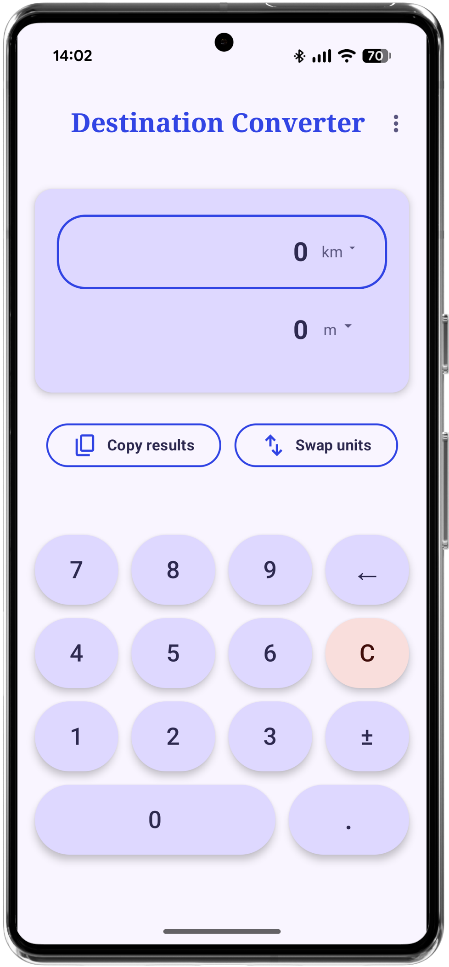 14:02 70
Destination Converter
0 km
0 m
Copy results Swap units
7 8 9 ←
4 5 6 C
1 2 3 ±
0 .